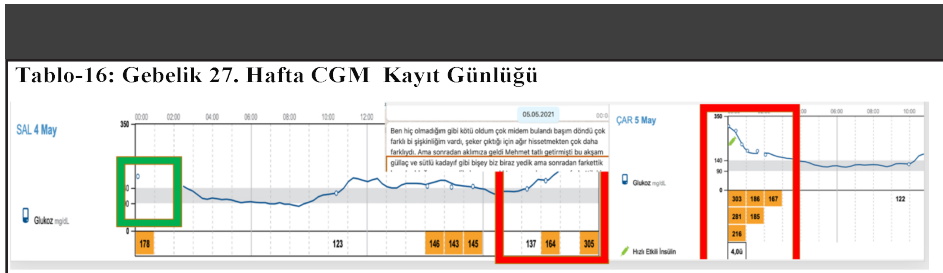 Tablo-16: Gebelik 27. Hafta CGM Kayıt Günlüğü
SAL 4 May
00:00 02:00
350
0
Glukoz mg/dL
178 123 146 143 145 137 164 305
05.05.2021
Ben hiç olmadığım gibi kötü oldum çok midem bulandı başım döndü çok
farklı bi şişkinliğim vardı, şeker çıktığı için ağır hissetmekten çok daha
farklıydı. Ama sonradan aklımıza geldi Mehmet tatlı getirmişti bu akşam
güllaç ve sütlü kadayıf gibi bişey biz biraz yedik ama sonradan farkettik
ÇAR 5 May
06:00 08:00 10:00
350
140
90
0
Glukoz mg/dL
303 186 167 122
281 185
216
Hızlı Etkili İnsülin
4,0ü